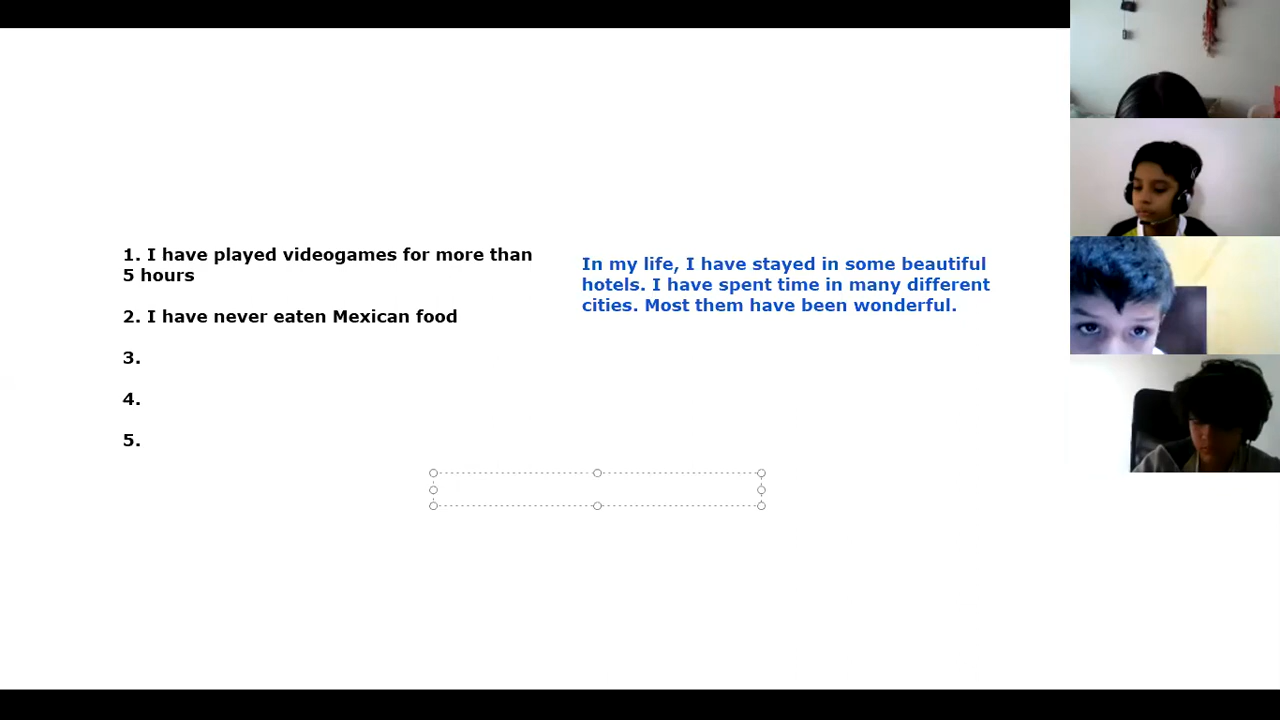 1. I have played videogames for more than
5 hours
2. I have never eaten Mexican food
3.
4.
5.
In my life, I have stayed in some beautiful
hotels. I have spent time in many different
cities. Most them have been wonderful.